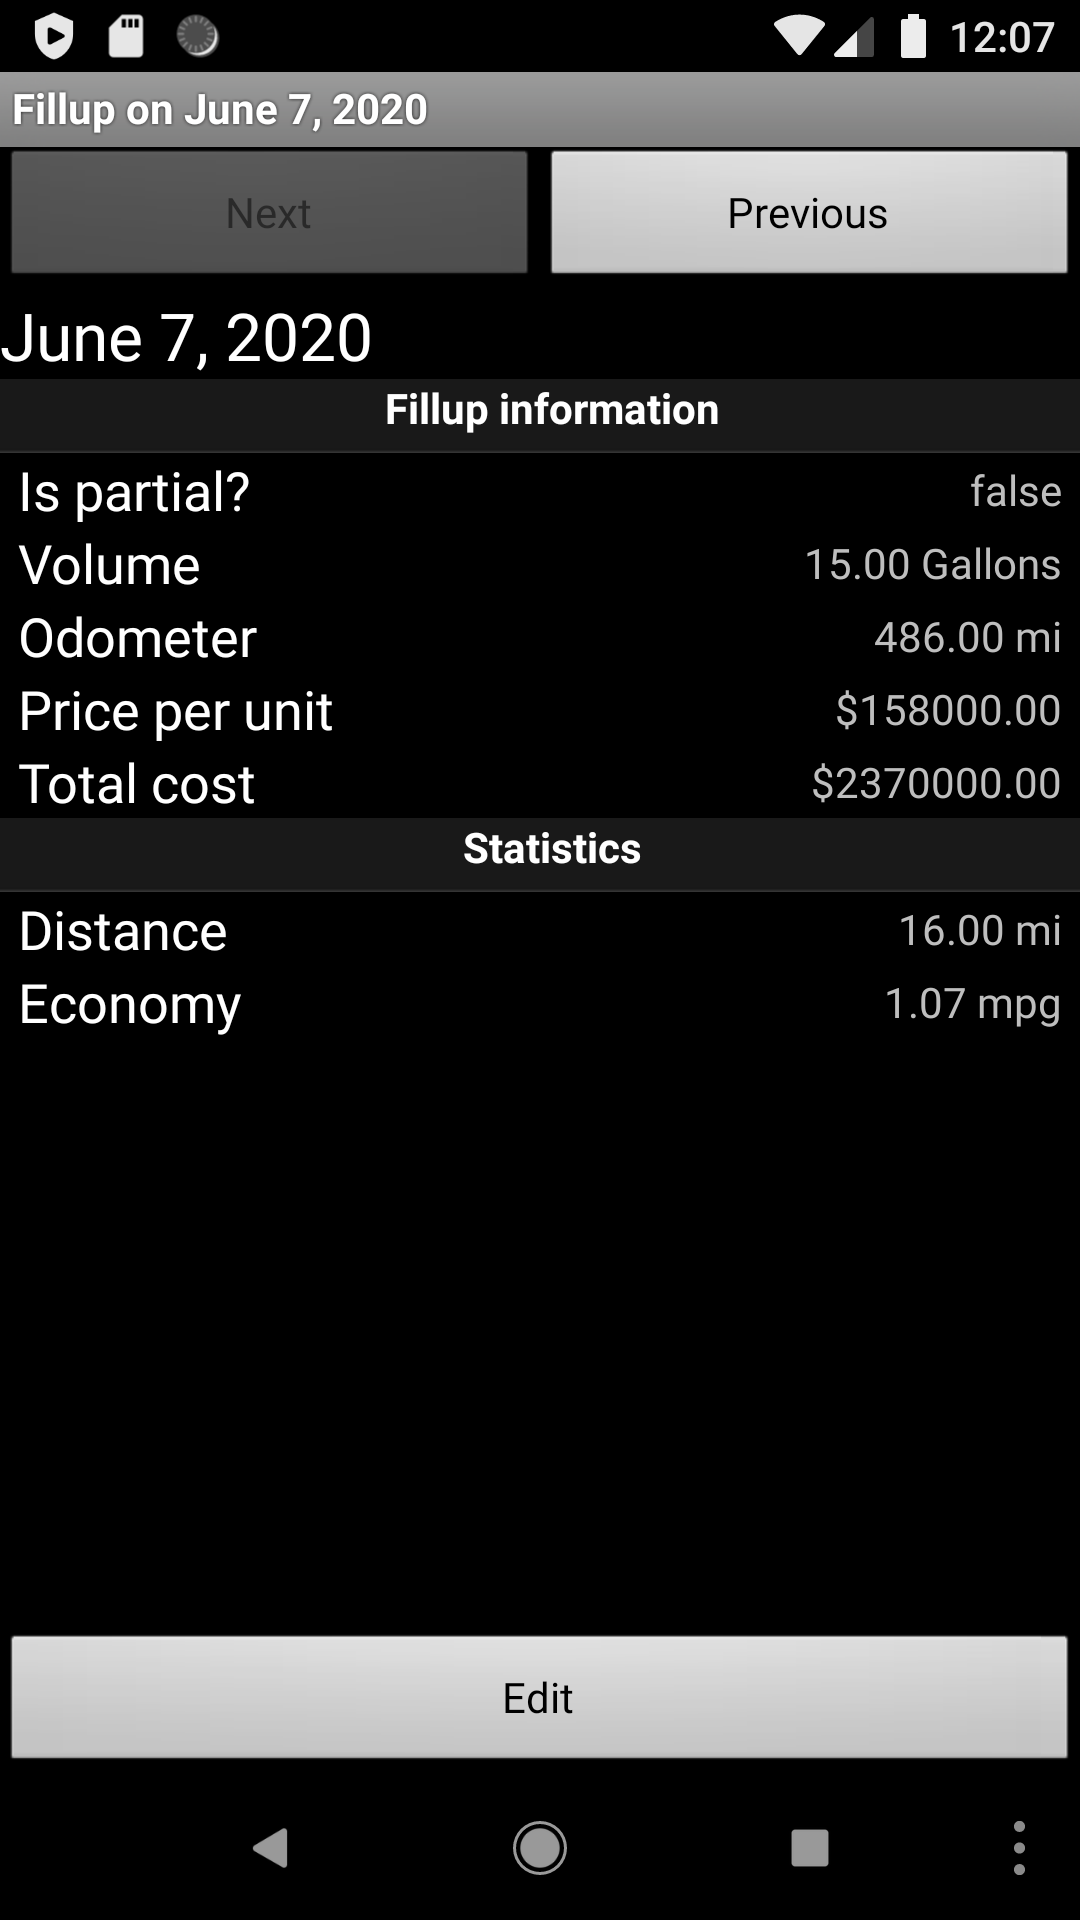 12:07
Fillup on June 7, 2020
Next Previous
June 7, 2020
Fillup information
Is partial? false
Volume 15.00 Gallons
Odometer 486.00 mi
Price per unit $158000.00
Total cost $2370000.00
Statistics
Distance 16.00 mi
Economy 1.07 mpg
Edit